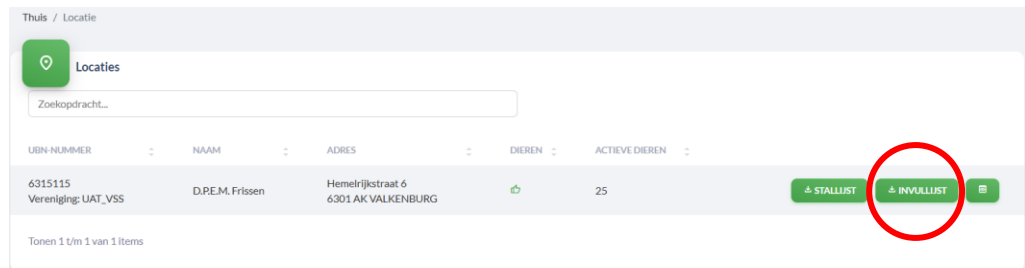 Thuis / Locatie
Locaties
Zoekopdracht...
UBN-NUMMER NAAM ADRES DIEREN ACTIEVE DIEREN
6315115 D.P.E.M. Frissen Hemelrijkstraat 6 25 STALLIJST INVULLIJST
Vereniging: UAT_VSS 6301 AK VALKENBURG
Tonen 1 t/m 1 van 1 items